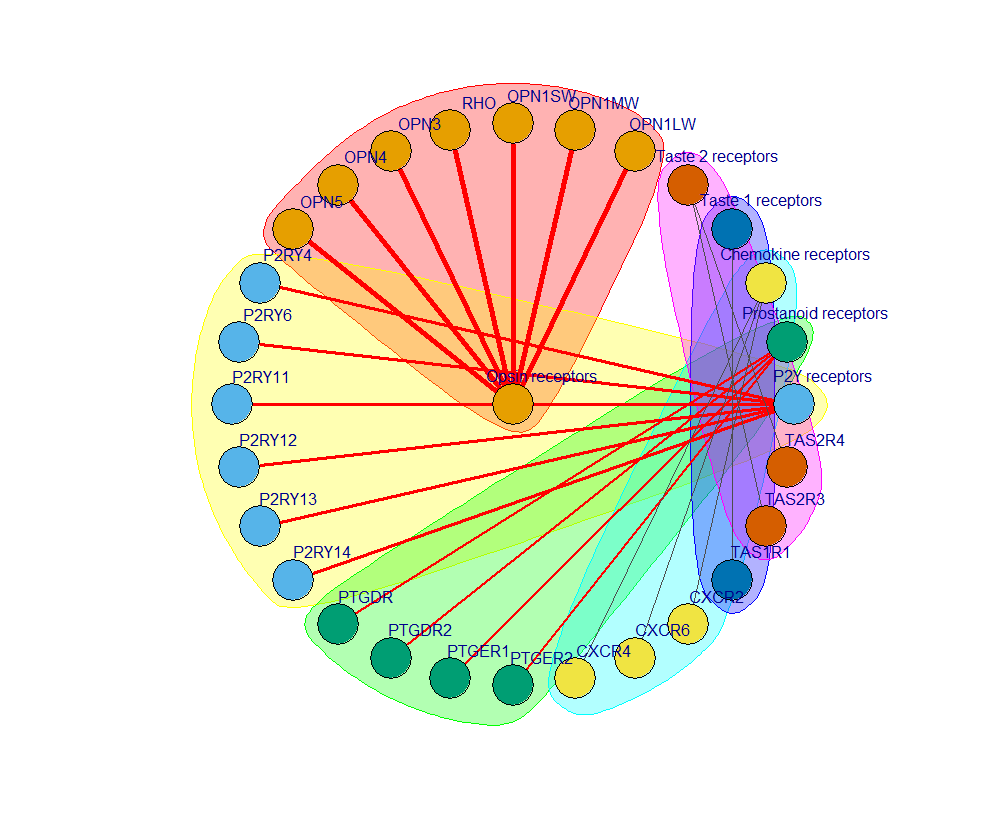 OPN1SW
RHO
OPN1MW
OPN3
OPN1LW
OPN4
Taste 2 receptors
OPN5
Taste 1 receptors
P2RY4
Chemokine receptors
P2RY6
Prostanoid receptors
P2RY11
Opsin receptors
P2Y receptors
P2RY12
TAS2R4
P2RY13
TAS2R3
P2RY14
TAS1R1
PTGDR
CXCR2
PTGDR2
CXCR6
PTGER1
CXCR4
PTGER2